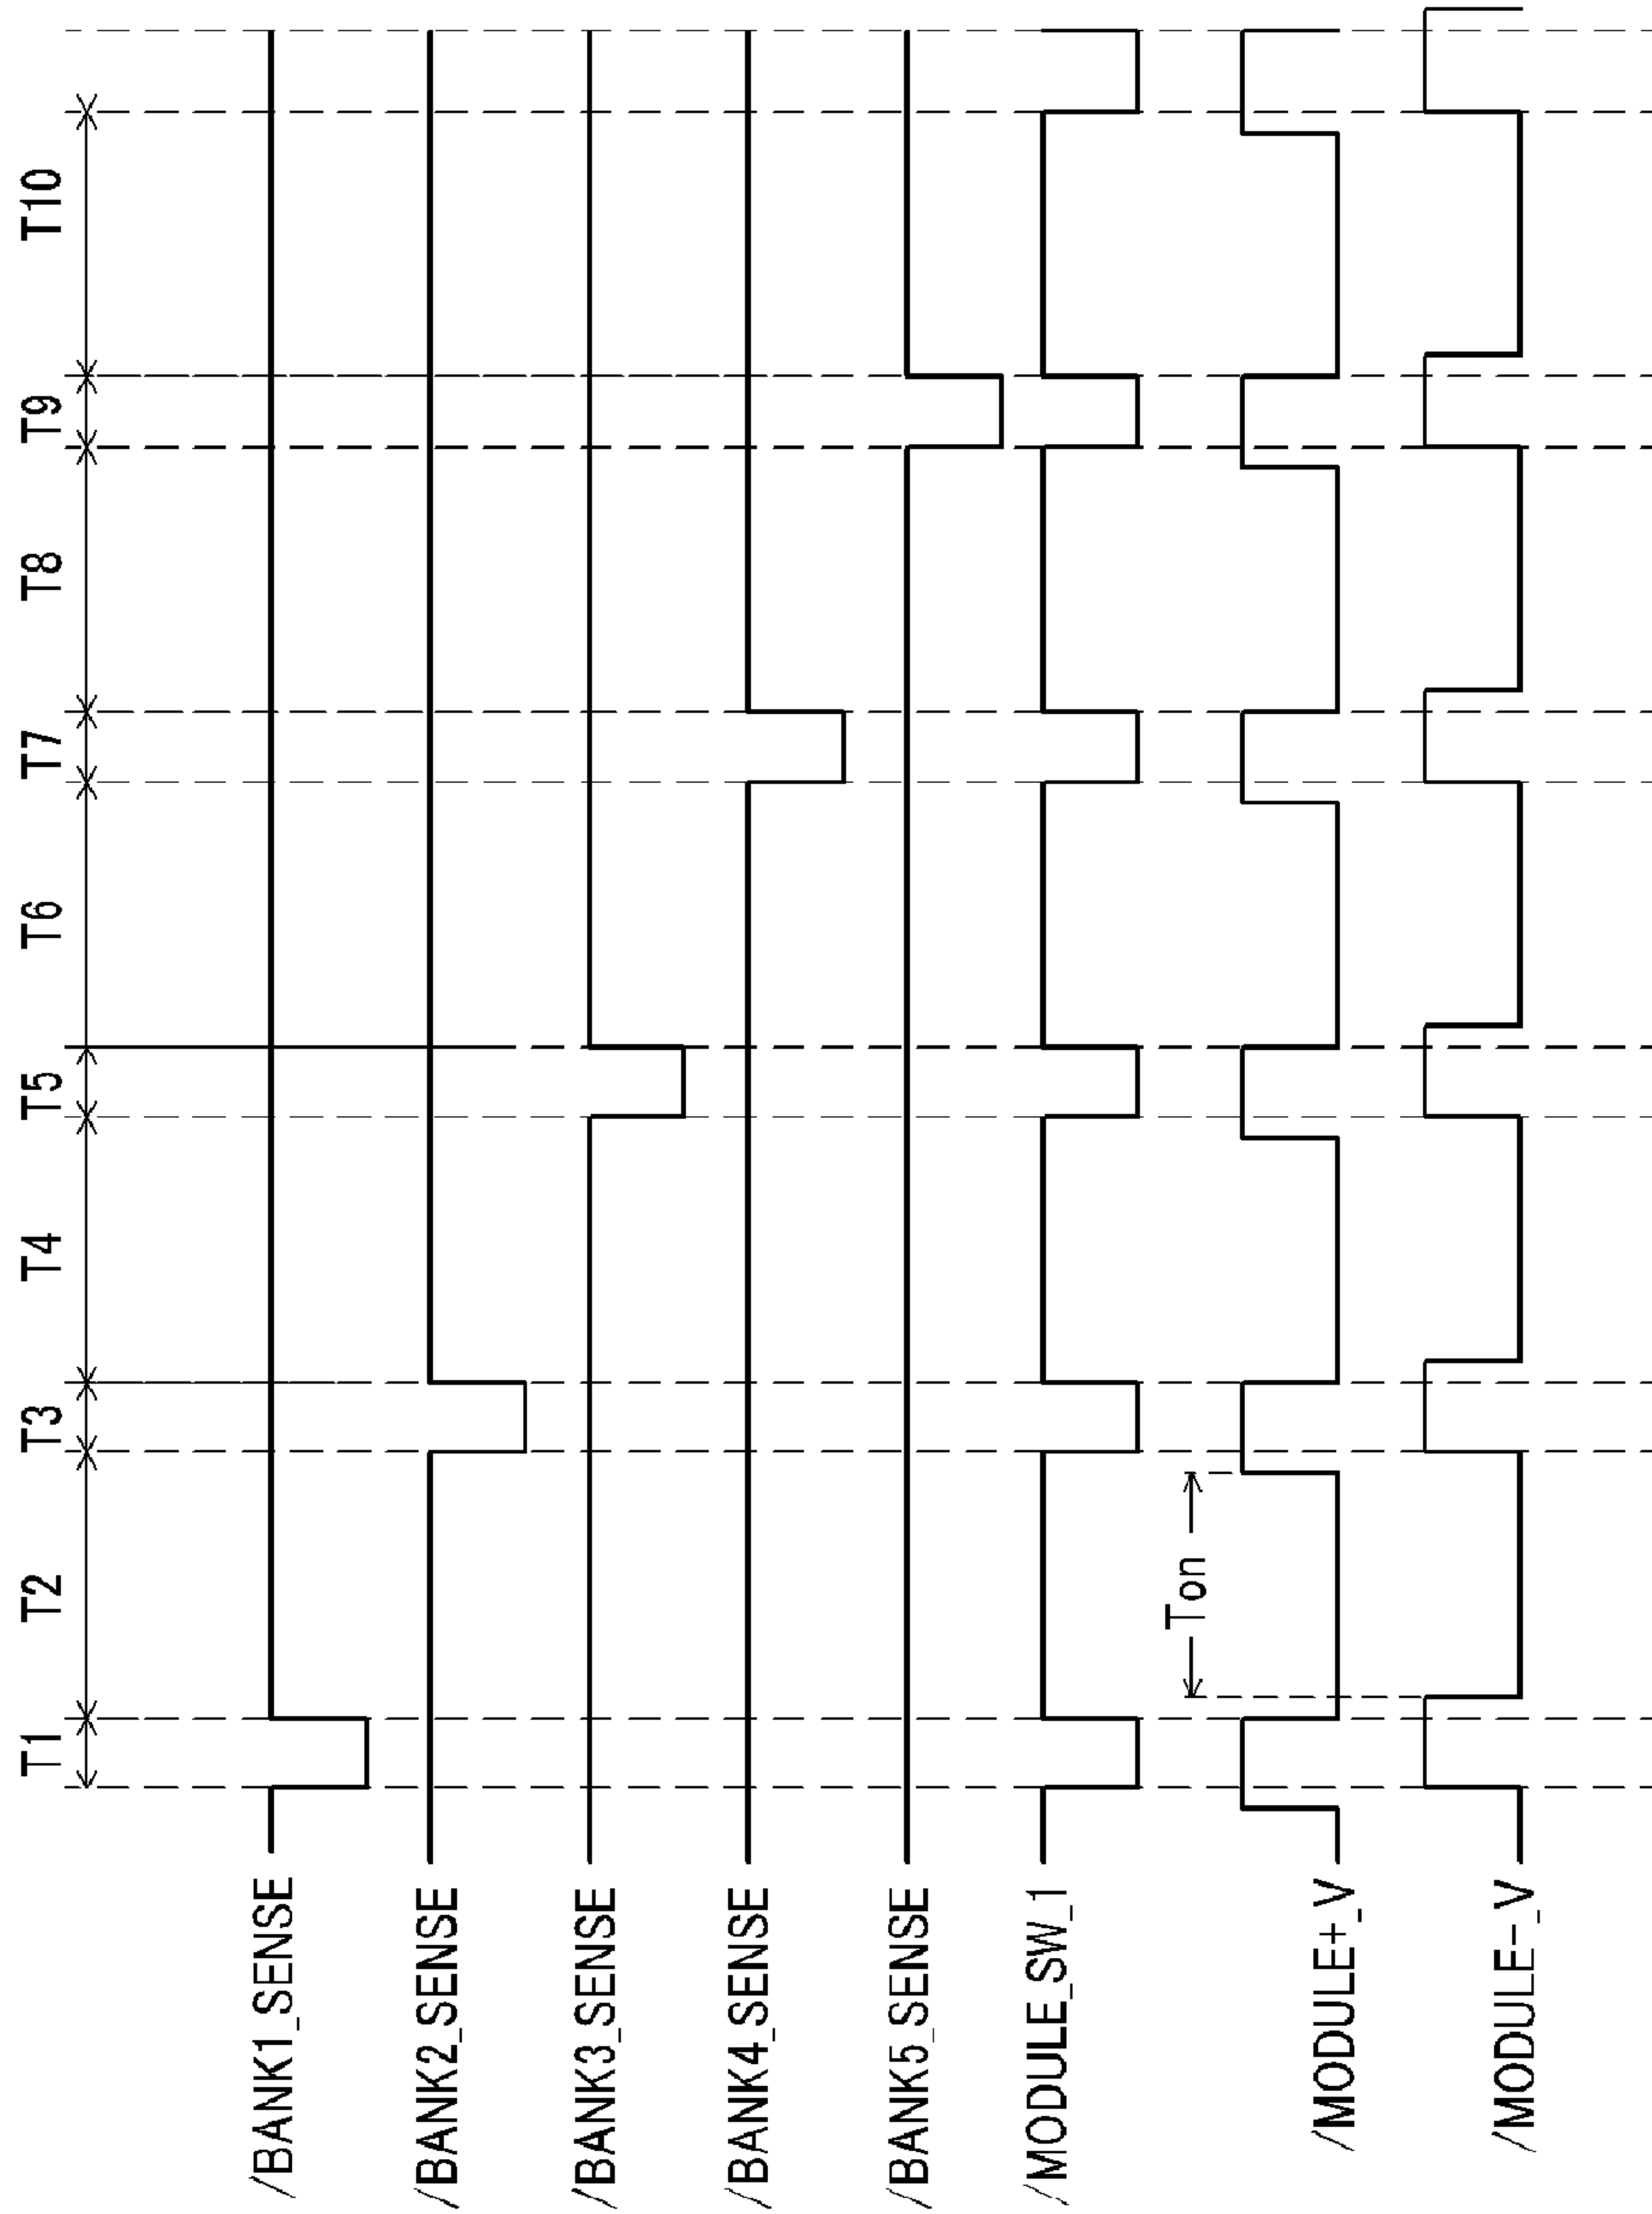 T1 T2 T3 T4 T5 T6 T7 T8 T9 T10
/BANK1_SENSE
/BANK2_SENSE
/BANK3_SENSE
/BANK4_SENSE
/BANK5_SENSE
/MODULE_SW_1
Ton
/MODULE+_V
/MODULE-_V